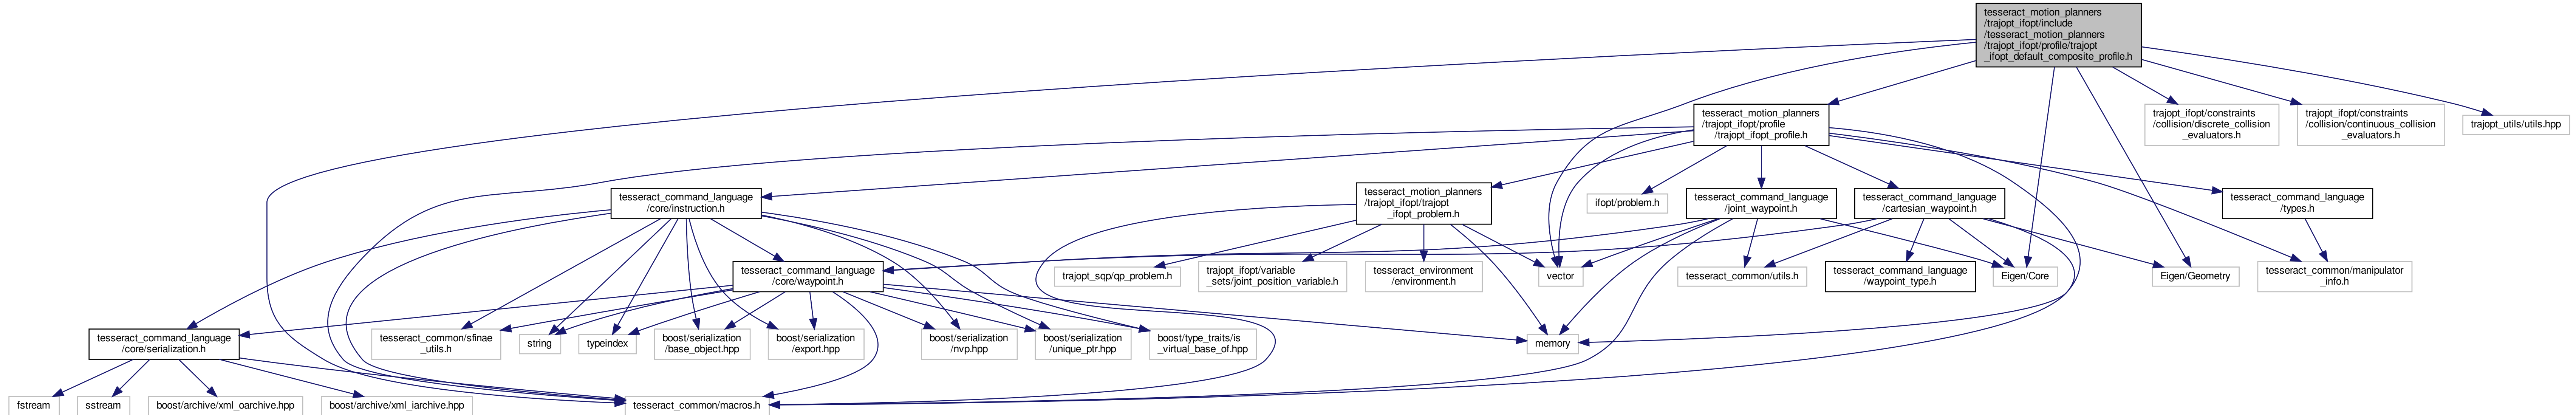 tesseract_motion_planners
/trajopt_ifopt/include
/tesseract_motion_planners
/trajopt_ifopt/profile/trajopt
_ifopt_default_composite_profile.h
tesseract_motion_planners
/trajopt_ifopt/profile
/trajopt_ifopt_profile.h
trajopt_ifopt/constraints
/collision/discrete_collision
_evaluators.h
trajopt_ifopt/constraints
/collision/continuous_collision
_evaluators.h
trajopt_utils/utils.hpp
tesseract_command_language
/core/instruction.h
tesseract_motion_planners
/trajopt_ifopt/trajopt
_ifopt_problem.h
ifopt/problem.h
tesseract_command_language
/joint_waypoint.h
tesseract_command_language
/cartesian_waypoint.h
tesseract_command_language
/types.h
tesseract_command_language
/core/waypoint.h
trajopt_sqp/qp_problem.h
trajopt_ifopt/variable
_sets/joint_position_variable.h
tesseract_environment
/environment.h
vector
tesseract_common/utils.h
tesseract_command_language
/waypoint_type.h
Eigen/Core
Eigen/Geometry
tesseract_common/manipulator
_info.h
tesseract_command_language
/core/serialization.h
tesseract_common/sfinae
_utils.h
string
typeindex
boost/serialization
/base_object.hpp
boost/serialization
/export.hpp
boost/serialization
/nvp.hpp
boost/serialization
/unique_ptr.hpp
boost/type_traits/is
_virtual_base_of.hpp
memory
fstream
sstream
boost/archive/xml_oarchive.hpp
boost/archive/xml_iarchive.hpp
tesseract_common/macros.h